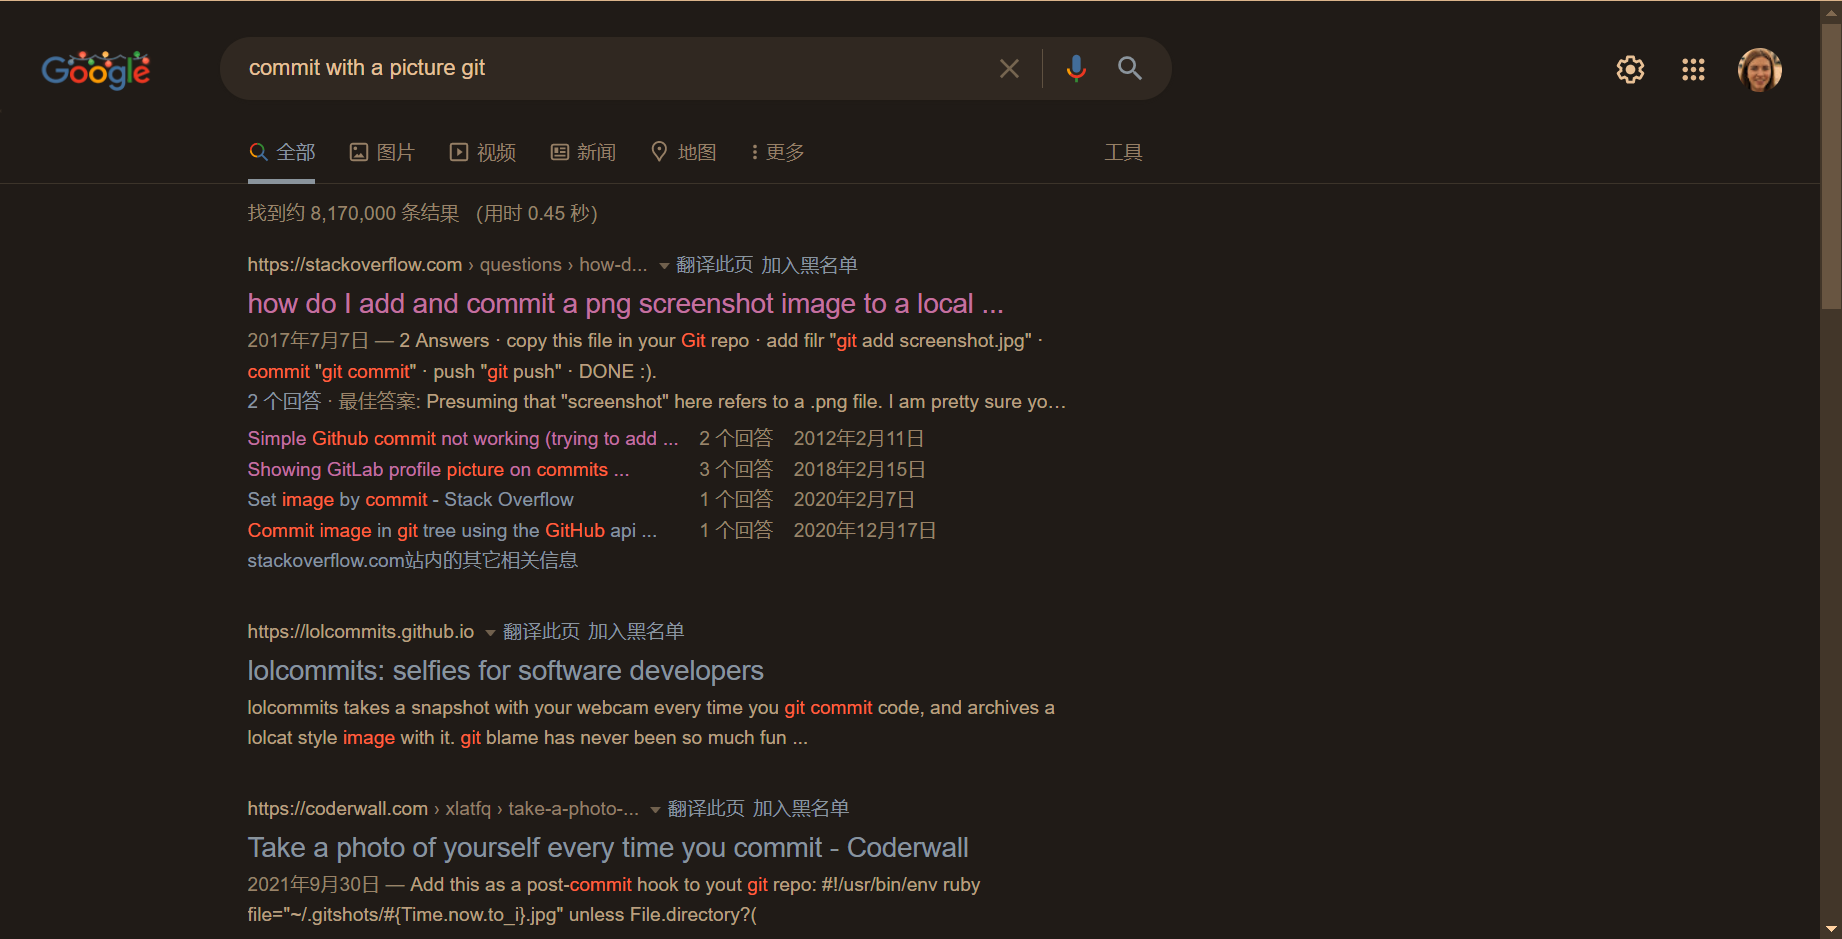 Google
commit with a picture git
全部 图片 视频 新闻 地图 更多 工具
找到约 8,170,000 条结果 （用时 0.45 秒）
https://stackoverflow.com › questions › how-d... 翻译此页 加入黑名单
how do I add and commit a png screenshot image to a local ...
2017年7月7日 — 2 Answers · copy this file in your Git repo · add filr "git add screenshot.jpg" ·
commit "git commit" · push "git push" · DONE :).
2 个回答 · 最佳答案: Presuming that "screenshot" here refers to a .png file. I am pretty sure yo…
Simple Github commit not working (trying to add ... 2 个回答 2012年2月11日
Showing GitLab profile picture on commits ... 3 个回答 2018年2月15日
Set image by commit - Stack Overflow 1 个回答 2020年2月7日
Commit image in git tree using the GitHub api ... 1 个回答 2020年12月17日
stackoverflow.com站内的其它相关信息
https://lolcommits.github.io 翻译此页 加入黑名单
lolcommits: selfies for software developers
lolcommits takes a snapshot with your webcam every time you git commit code, and archives a
lolcat style image with it. git blame has never been so much fun ...
https://coderwall.com › xlatfq › take-a-photo-... 翻译此页 加入黑名单
Take a photo of yourself every time you commit - Coderwall
2021年9月30日 — Add this as a post-commit hook to yout git repo: #!/usr/bin/env ruby
file="~/.gitshots/#{Time.now.to_i}.jpg" unless File.directory?(